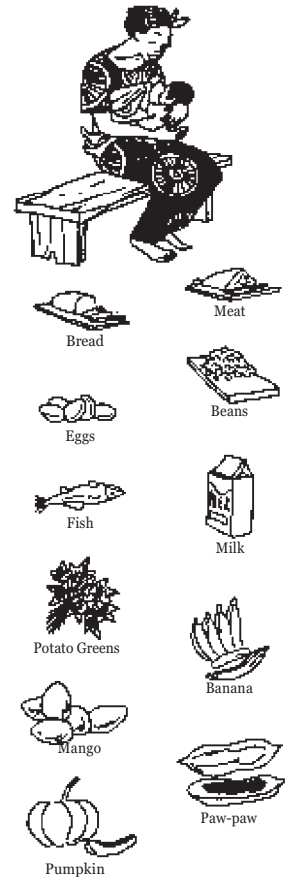 Bread
Meat
Eggs
Beans
Fish
Milk
Potato Greens
Banana
Mango
Paw-paw
Pumpkin